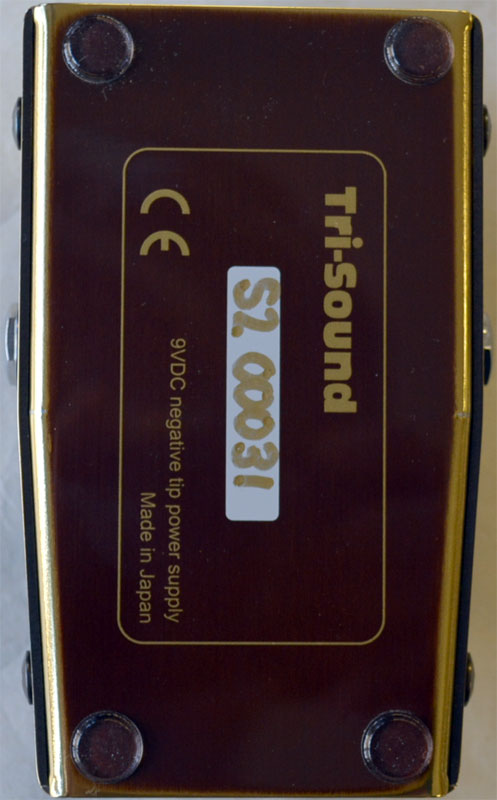 Tri-Sound
S2 00031
CE
9VDC negative tip power supply
Made in Japan